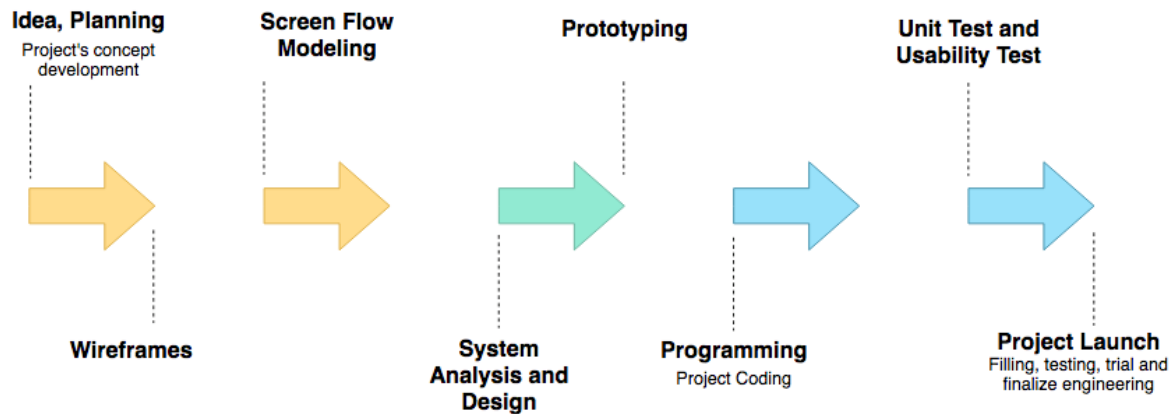 Idea, Planning
Project's concept
development
Screen Flow
Modeling
Prototyping
Unit Test and
Usability Test
Wireframes
System
Analysis and
Design
Programming
Project Coding
Project Launch
Filling, testing, trial and
finalize engineering